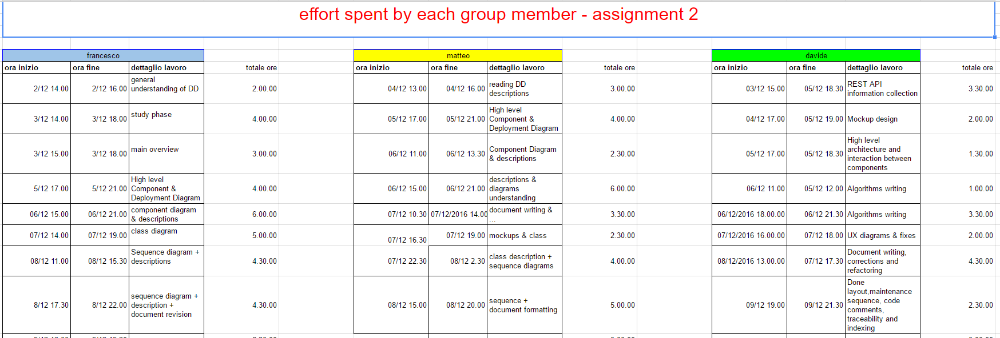 effort spent by each group member - assignment 2
francesco matteo davide
ora inizio ora fine dettaglio lavoro totale ore ora inizio ora fine dettaglio lavoro totale ore ora inizio ora fine dettaglio lavoro totale ore
2/12 14.00 2/12 16.00 general understanding of DD 2.00.00 04/12 13.00 04/12 16.00 reading DD descriptions 3.00.00 03/12 15.00 05/12 18.30 REST API information collection 3.30.00
3/12 14.00 3/12 18.00 study phase 4.00.00 05/12 17.00 05/12 21.00 High level Component & Deployment Diagram 4.00.00 04/12 17.00 05/12 19.00 Mockup design 2.00.00
3/12 15.00 3/12 18.00 main overview 3.00.00 06/12 11.00 06/12 13.30 Component Diagram & descriptions 2.30.00 05/12 17.00 05/12 18.30 High level architecture and interaction between components 1.30.00
5/12 17.00 5/12 21.00 High level Component & Deployment Diagram 4.00.00 06/12 15.00 06/12 21.00 descriptions & diagrams understanding 6.00.00 06/12 11.00 05/12 12.00 Algorithms writing 1.00.00
06/12 15.00 06/12 21.00 component diagram & descriptions 6.00.00 07/12 10.30 07/12/2016 14.00 document writing & ... 3.30.00 06/12/2016 18.00.00 06/12 21.30 Algorithms writing 3.30.00
07/12 14.00 07/12 19.00 class diagram 5.00.00 07/12 16.30 07/12 19.00 mockups & class 2.30.00 07/12/2016 16.00.00 07/12 18.00 UX diagrams & fixes 2.00.00
08/12 11.00 08/12 15.30 Sequence diagram + descriptions 4.30.00 07/12 22.30 08/12 2.30 class description + sequence diagrams 4.00.00 08/12/2016 13.00.00 07/12 17.30 Document writing, corrections and refactoring 4.30.00
8/12 17.30 8/12 22.00 sequence diagram + description + document revision 4.30.00 08/12 15.00 08/12 20.00 sequence + document formatting 5.00.00 09/12 19.00 09/12 21.30 Done layout,maintenance sequence, code comments, traceability and indexing 2.30.00